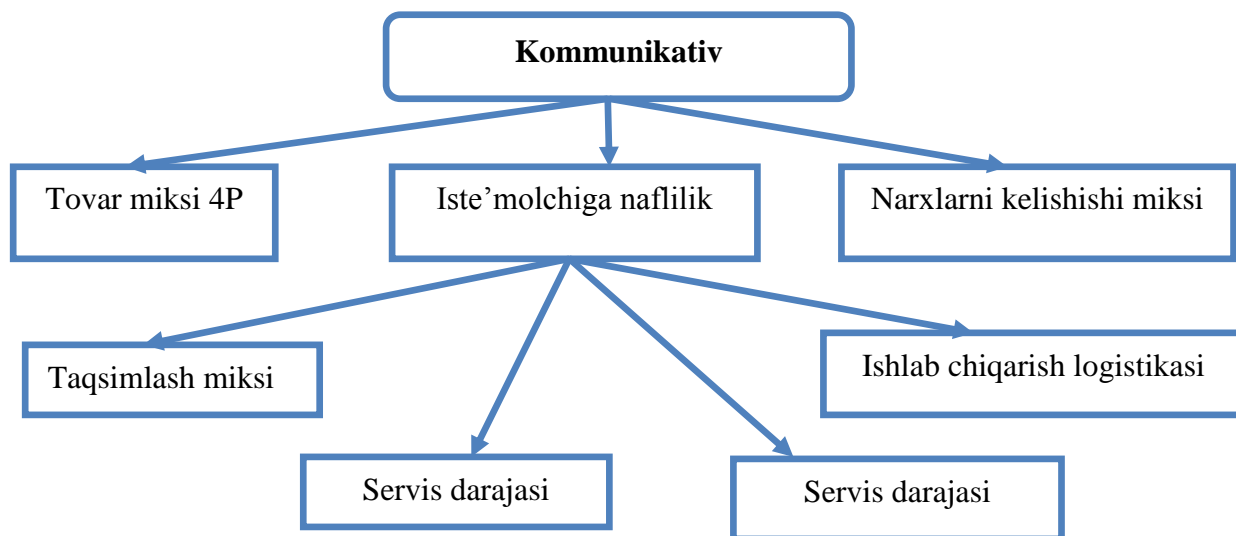 Kommunikativ
Tovar miksi 4P
Iste’molchiga naflilik
Narxlarni kelishishi miksi
Taqsimlash miksi
Ishlab chiqarish logistikasi
Servis darajasi
Servis darajasi